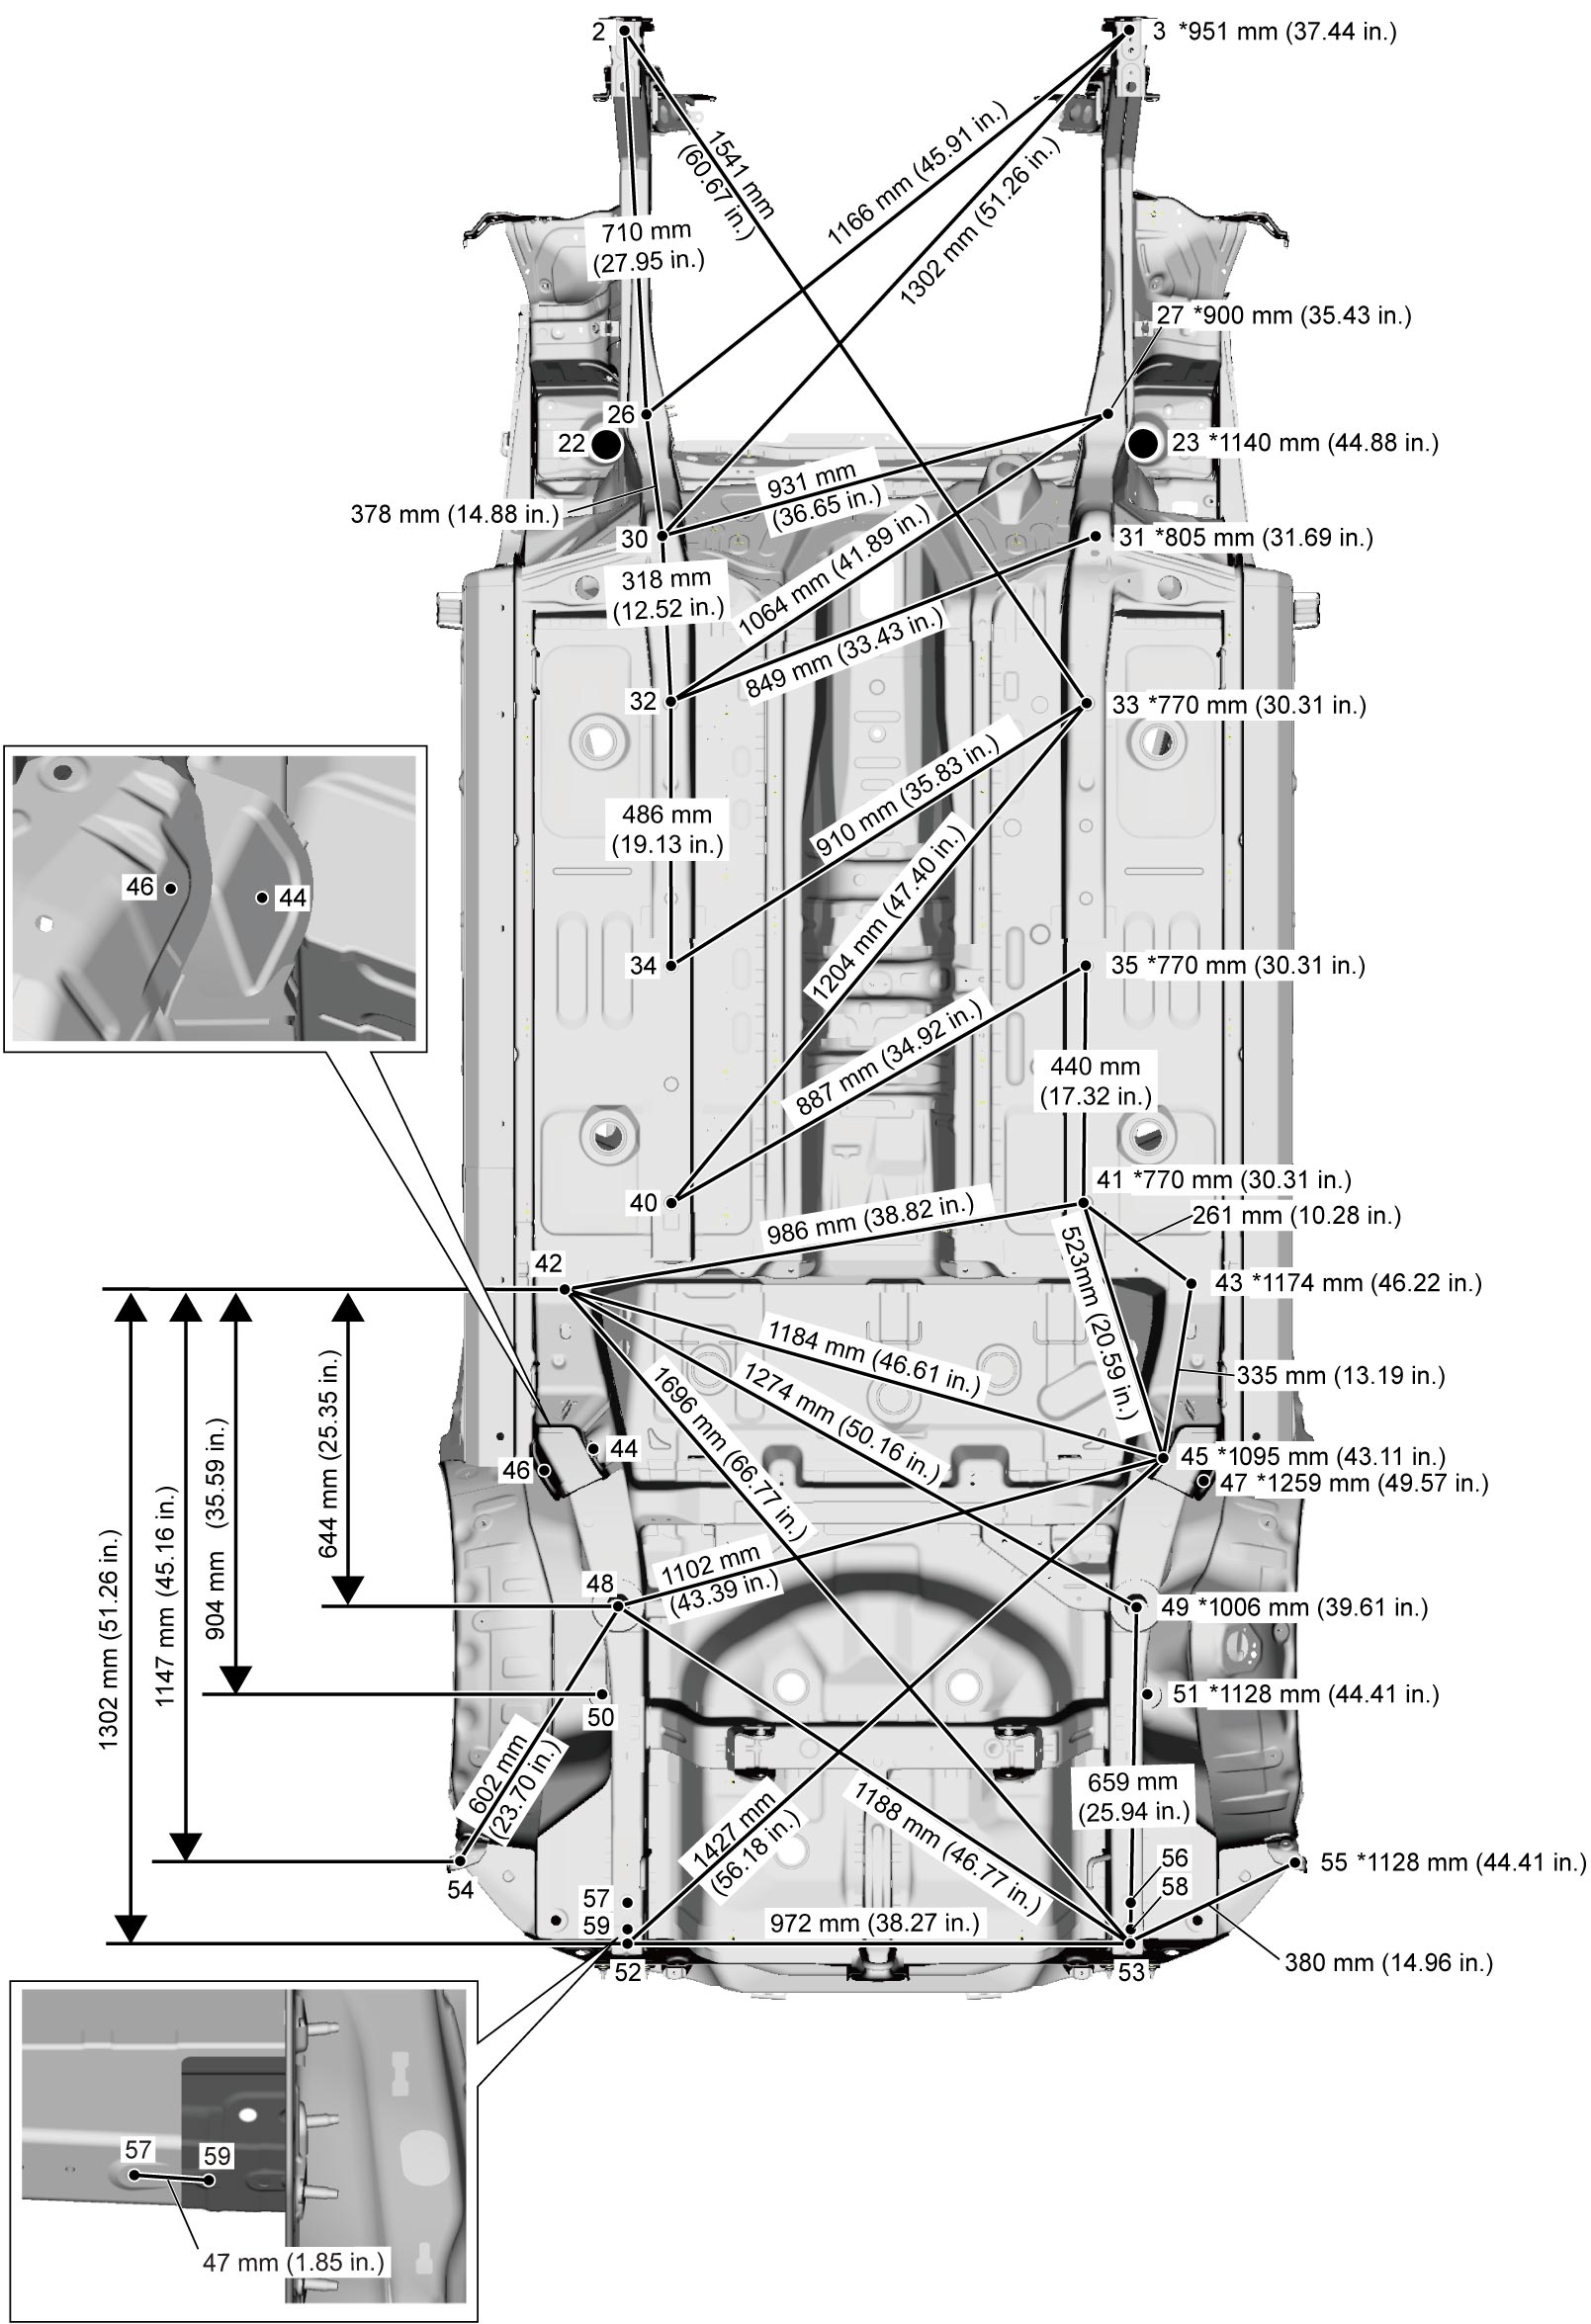 2
3 *951 mm (37.44 in.)
1541 mm
(60.67 in.)
1166 mm (45.91 in.)
1302 mm (51.26 in.)
710 mm
(27.95 in.)
27 *900 mm (35.43 in.)
26
22
23 *1140 mm (44.88 in.)
931 mm
(36.65 in.)
378 mm (14.88 in.)
30
31 *805 mm (31.69 in.)
318 mm
(12.52 in.)
1064 mm (41.89 in.)
849 mm (33.43 in.)
32
33 *770 mm (30.31 in.)
486 mm
(19.13 in.)
910 mm (35.83 in.)
46
44
1204 mm (47.40 in.)
34
35 *770 mm (30.31 in.)
887 mm (34.92 in.)
440 mm
(17.32 in.)
40
41 *770 mm (30.31 in.)
986 mm (38.82 in.)
261 mm (10.28 in.)
42
523mm (20.59 in.)
43 *1174 mm (46.22 in.)
1184 mm (46.61 in.)
1274 mm (50.16 in.)
1696 mm (66.77 in.)
335 mm (13.19 in.)
44
46
45 *1095 mm (43.11 in.)
47 *1259 mm (49.57 in.)
644 mm (25.35 in.)
904 mm (35.59 in.)
1147 mm (45.16 in.)
1302 mm (51.26 in.)
48
1102 mm
(43.39 in.)
49 *1006 mm (39.61 in.)
50
51 *1128 mm (44.41 in.)
602 mm
(23.70 in.)
659 mm
(25.94 in.)
1427 mm
(56.18 in.)
1188 mm (46.77 in.)
54
55 *1128 mm (44.41 in.)
56
58
57
59
972 mm (38.27 in.)
380 mm (14.96 in.)
52
53
57
59
47 mm (1.85 in.)